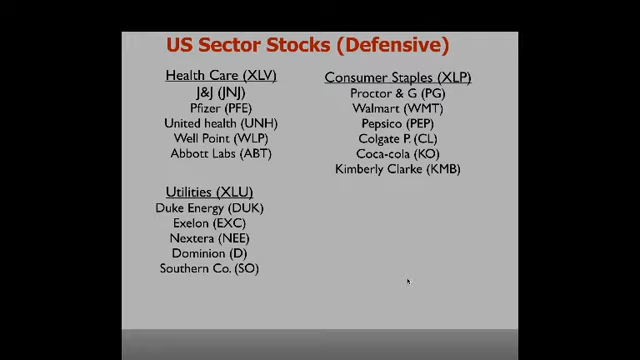 US Sector Stocks (Defensive)
Health Care (XLV)
J&J (JNJ)
Pfizer (PFE)
United health (UNH)
Well Point (WLP)
Abbott Labs (ABT)
Consumer Staples (XLP)
Proctor & G (PG)
Walmart (WMT)
Pepsico (PEP)
Colgate P. (CL)
Coca-cola (KO)
Kimberly Clarke (KMB)
Utilities (XLU)
Duke Energy (DUK)
Exelon (EXC)
Nextera (NEE)
Dominion (D)
Southern Co. (SO)